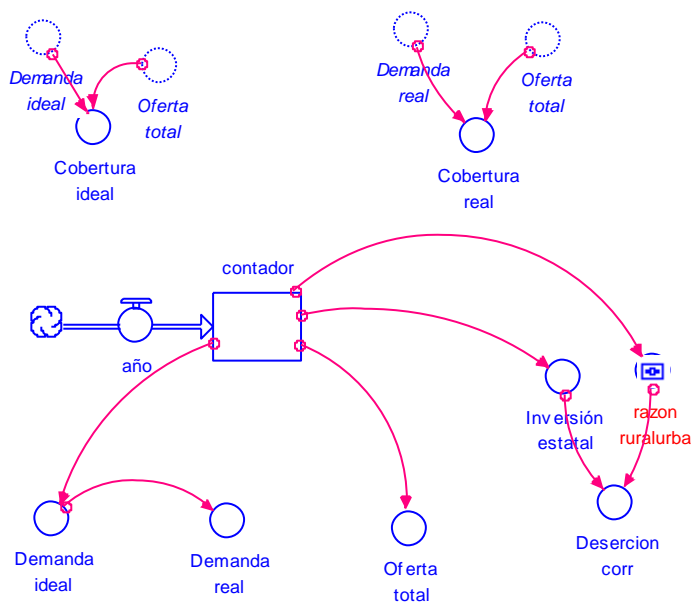 Demanda
ideal
Oferta
total
Cobertura
ideal
Demanda
real
Oferta
total
Cobertura
real
contador
año
Inversión
estatal
razon
ruralurba
Desercion
corr
Demanda
ideal
Demanda
real
Oferta
total